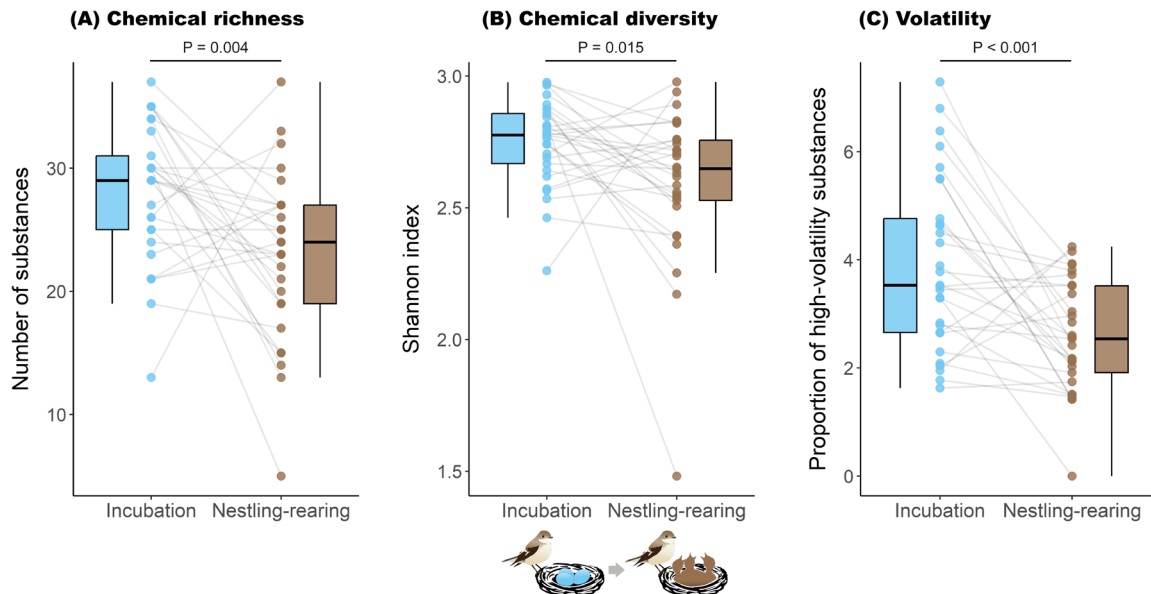 (A) Chemical richness
P = 0.004
Number of substances
30
20
10
Incubation
Nestling-rearing
(B) Chemical diversity
P = 0.015
Shannon index
3.0
2.5
2.0
1.5
Incubation
Nestling-rearing
(C) Volatility
P < 0.001
Proportion of high-volatility substances
6
4
2
0
Incubation
Nestling-rearing